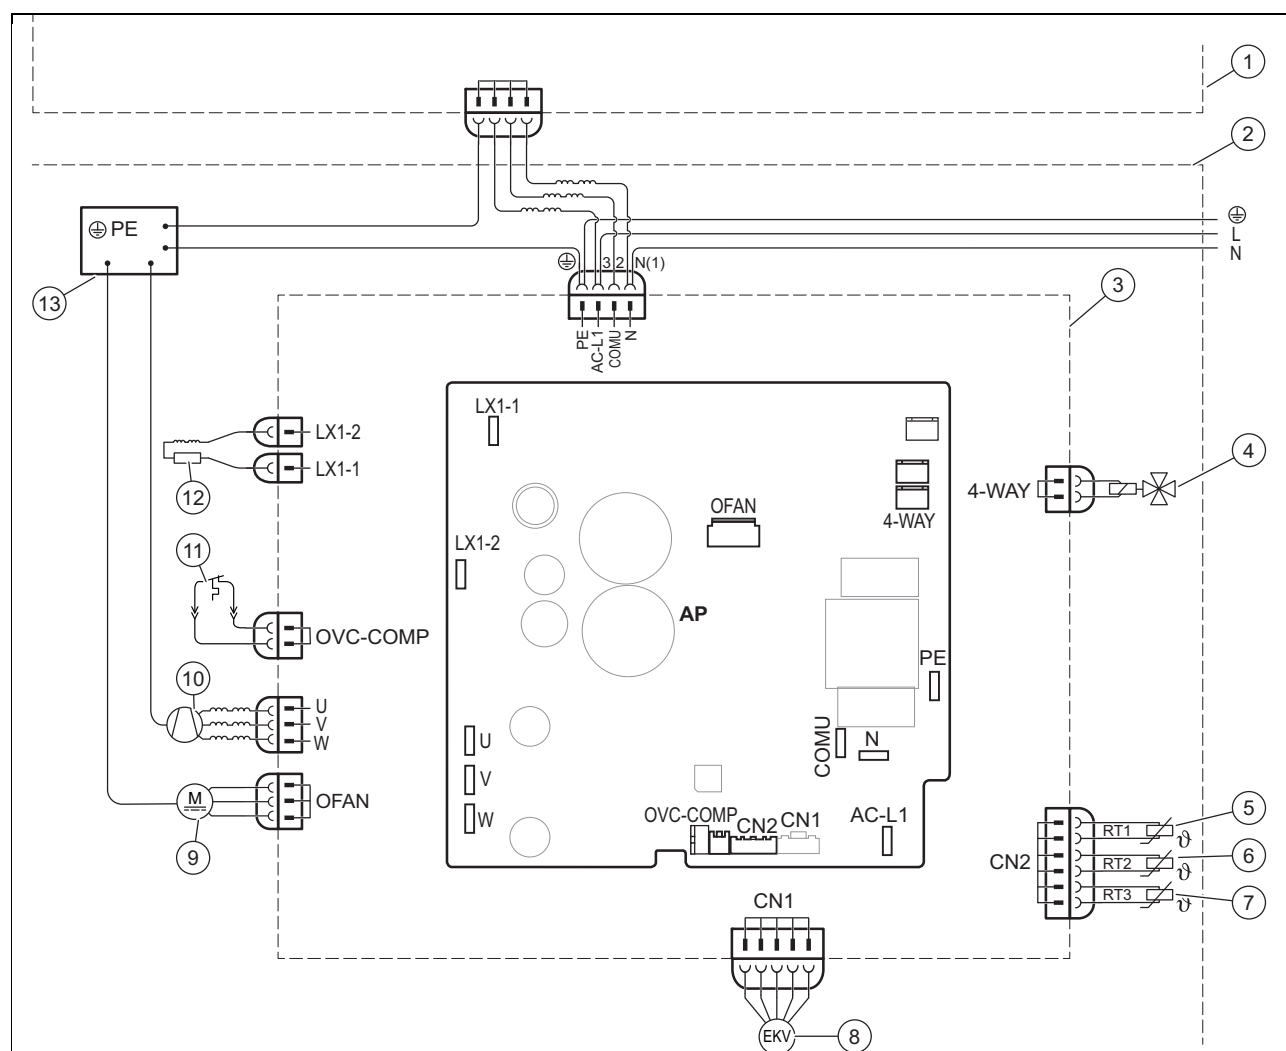 1
2
PE
L
N
3 2 N(1)
13
3
PE
AC-L1
COMU
N
LX1-1
LX1-2
LX1-1
12
4-WAY
4
OFAN
4-WAY
11
LX1-2
AP
OVC-COMP
PE
10
U
V
W
COMU
N
U
V
W
M
OFAN
9
OVC-COMP
CN2
CN1
AC-L1
CN2
RT1
ϑ
5
RT2
ϑ
6
RT3
ϑ
7
CN1
EKV
8